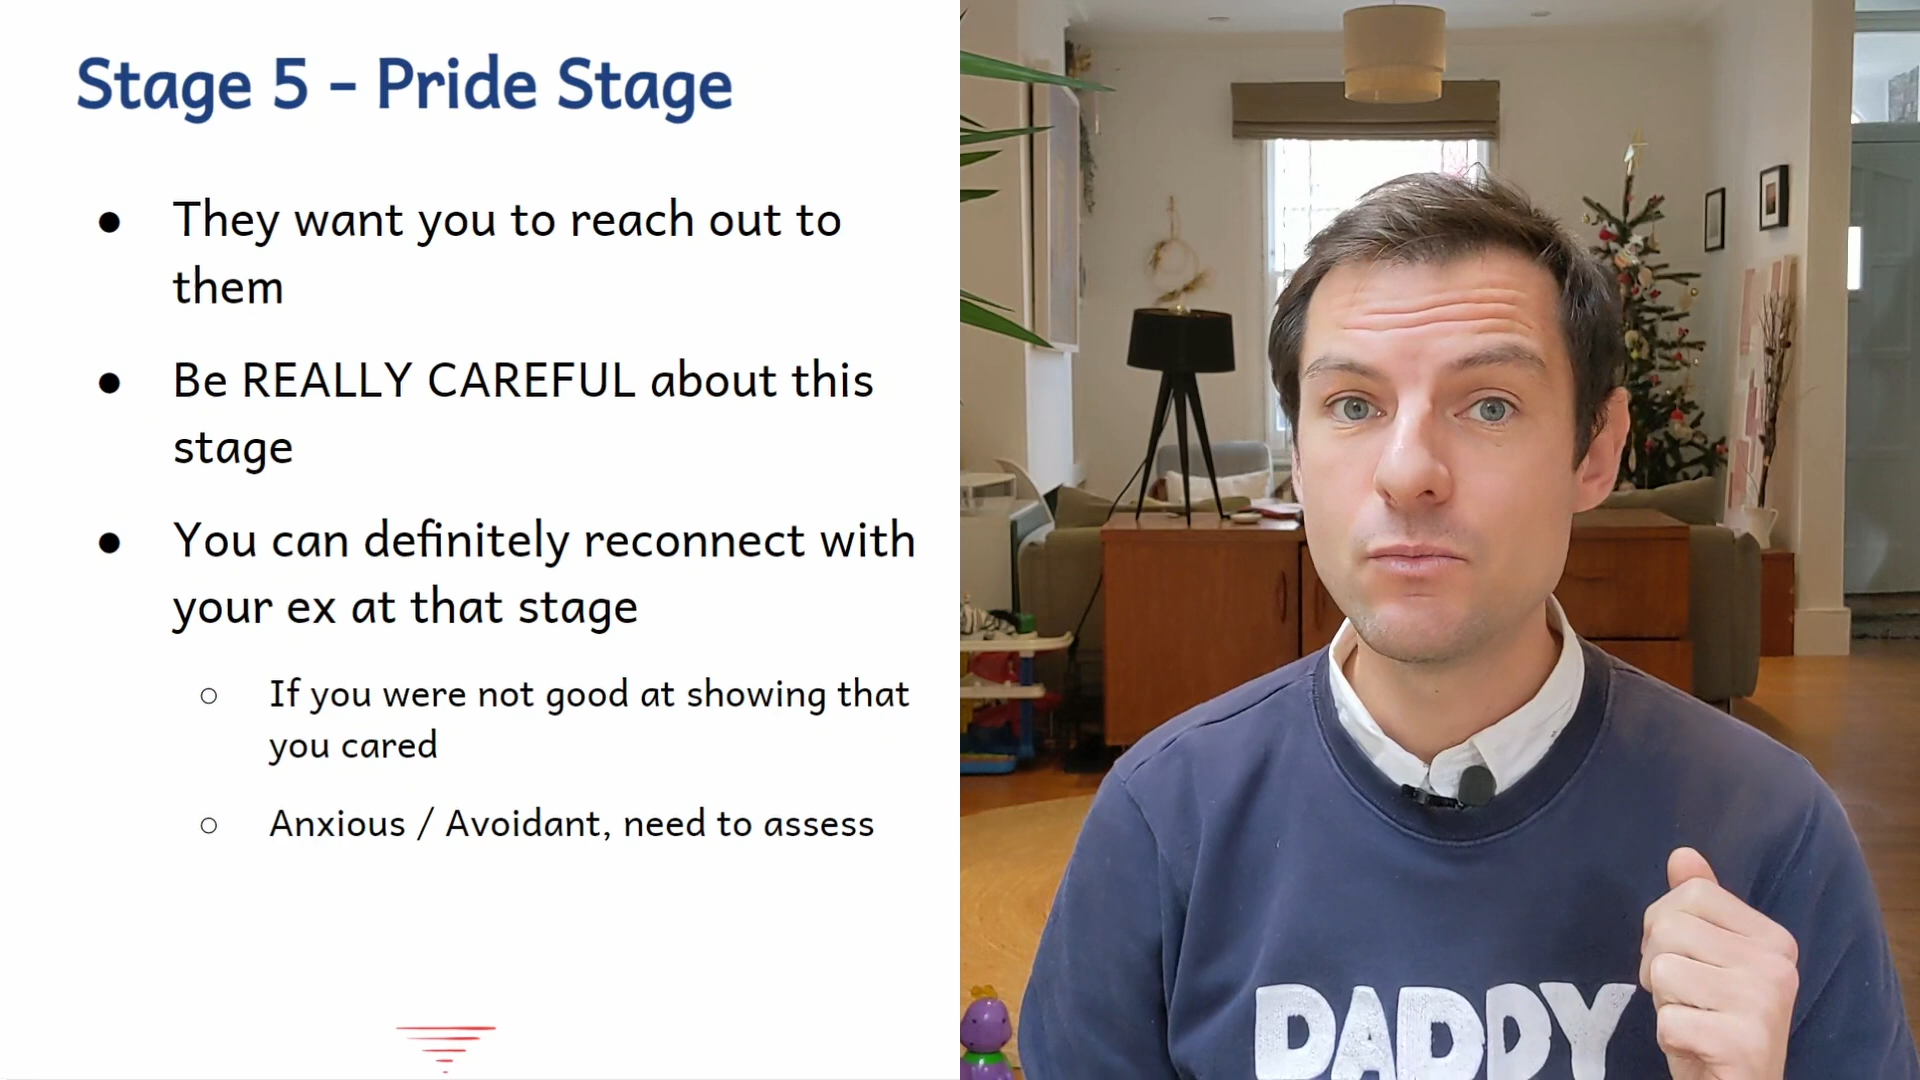 Stage 5 - Pride Stage
● They want you to reach out to
them
● Be REALLY CAREFUL about this
stage
● You can definitely reconnect with
your ex at that stage
○ If you were not good at showing that
you cared
○ Anxious / Avoidant, need to assess
DADDY